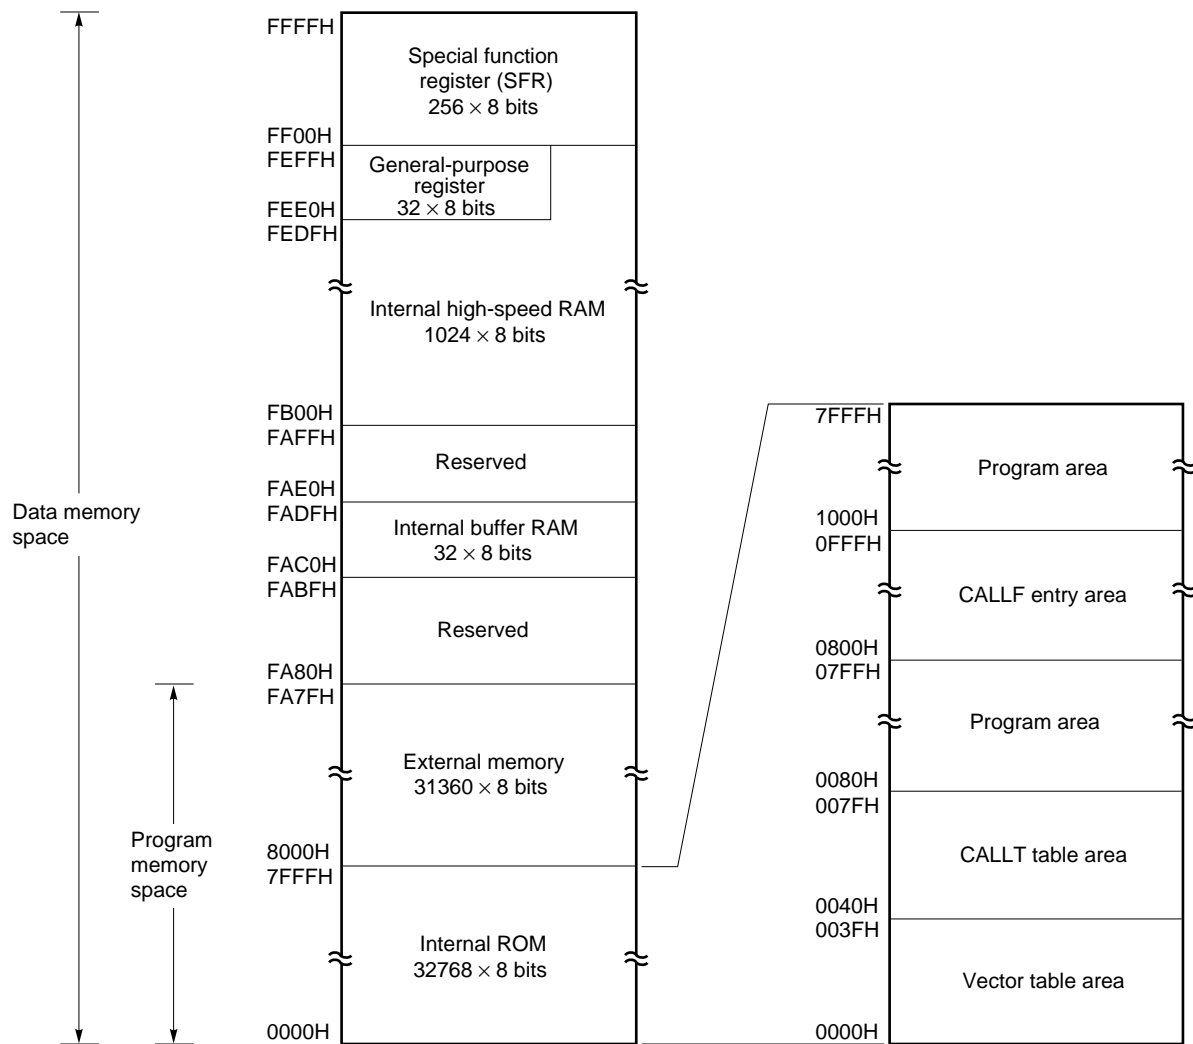 FFFFH
Special function
register (SFR)
256 × 8 bits
FF00H
FEFFH
General-purpose
register
32 × 8 bits
FEE0H
FEDFH
Internal high-speed RAM
1024 × 8 bits
FB00H
FAFFH
Reserved
FAE0H
FADFH
Internal buffer RAM
32 × 8 bits
FAC0H
FABFH
Reserved
FA80H
FA7FH
External memory
31360 × 8 bits
8000H
7FFFH
Internal ROM
32768 × 8 bits
0000H
Data memory
space
Program
memory
space
7FFFH
Program area
1000H
0FFFH
CALLF entry area
0800H
07FFH
Program area
0080H
007FH
CALLT table area
0040H
003FH
Vector table area
0000H